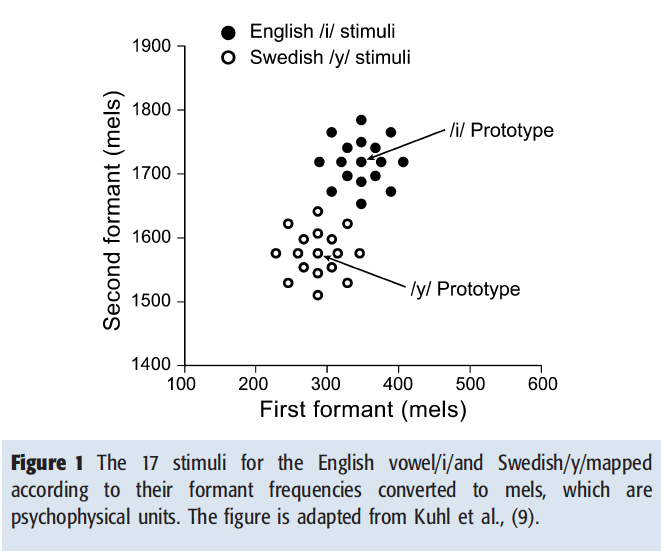 English /i/ stimuli
Swedish /y/ stimuli
1900
1800
1700
1600
1500
1400
Second formant (mels)
/i/ Prototype
/y/ Prototype
100
200
300
400
500
600
First formant (mels)
Figure 1 The 17 stimuli for the English vowel/i/and Swedish/y/mapped
according to their formant frequencies converted to mels, which are
psychophysical units. The figure is adapted from Kuhl et al., (9).